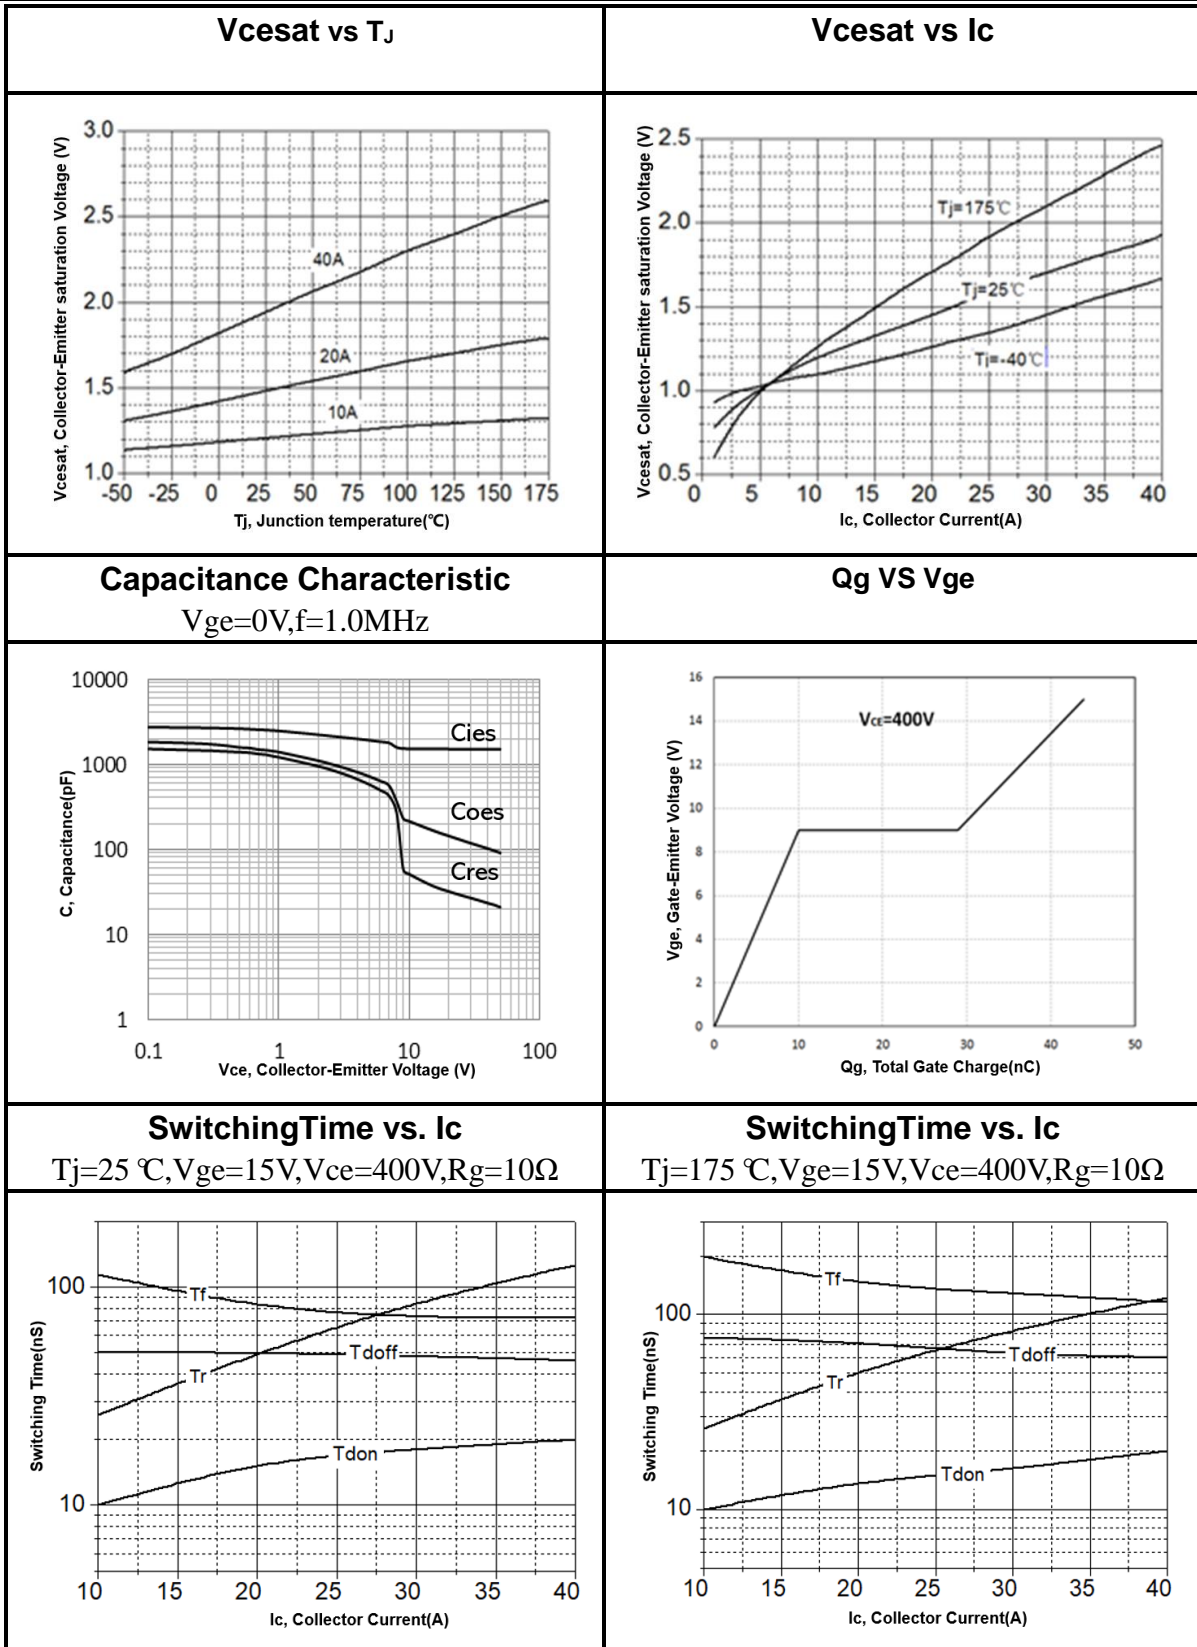 Vcesat vs TJ
Vcesat vs Ic
Vcesat, Collector-Emitter saturation Voltage (V)
3.0
2.5
2.0
1.5
1.0
40A
20A
10A
-50 -25 0 25 50 75 100 125 150 175
Tj, Junction temperature(℃)
Vcesat, Collector-Emitter saturation Voltage (V)
2.5
2.0
1.5
1.0
0.5
Tj=175℃
Tj=25℃
Tj=-40℃
0 5 10 15 20 25 30 35 40
Ic, Collector Current(A)
Capacitance Characteristic
Vge=0V,f=1.0MHz
Qg VS Vge
C, Capacitance(pF)
10000
1000
100
10
1
Cies
Coes
Cres
0.1 1 10 100
Vce, Collector-Emitter Voltage (V)
Vge, Gate-Emitter Voltage (V)
16
14
12
10
8
6
4
2
0
VCE=400V
0 10 20 30 40 50
Qg, Total Gate Charge(nC)
SwitchingTime vs. Ic
Tj=25 ℃,Vge=15V,Vce=400V,Rg=10Ω
SwitchingTime vs. Ic
Tj=175 ℃,Vge=15V,Vce=400V,Rg=10Ω
Switching Time(nS)
100
10
Tf
Tdoff
Tr
Tdon
10 15 20 25 30 35 40
Ic, Collector Current(A)
Switching Time(nS)
100
10
Tf
Tdoff
Tr
Tdon
10 15 20 25 30 35 40
Ic, Collector Current(A)